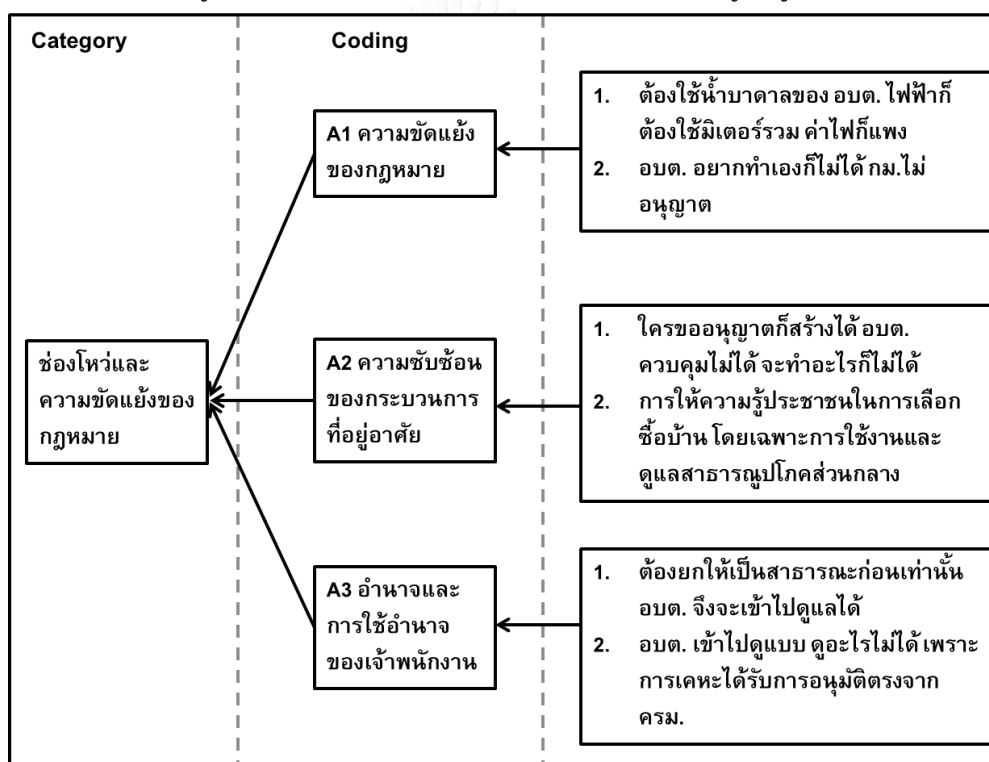 Category
Coding
1. ต้องใช้น้ำบาดาลของ อบต. ไฟฟ้าก็
ต้องใช้มิเตอร์รวม ค่าไฟก็แพง
2. อบต. อยากทำเองก็ไม่ได้ กม.ไม่
อนุญาต
A1 ความขัดแย้ง
ของกฎหมาย
1. ใครขออนุญาตก็สร้างได้ อบต.
ควบคุมไม่ได้ จะทำอะไรก็ไม่ได้
2. การให้ความรู้ประชาชนในการเลือก
ซื้อบ้าน โดยเฉพาะการใช้งานและ
ดูแลสาธารณูปโภคส่วนกลาง
A2 ความซับซ้อน
ของกระบวนการ
ที่อยู่อาศัย
ช่องโหว่และ
ความขัดแย้งของ
กฎหมาย
1. ต้องยกให้เป็นสาธารณะก่อนเท่านั้น
อบต. จึงจะเข้าไปดูแลได้
2. อบต. เข้าไปดูแบบ ดูอะไรไม่ได้ เพราะ
การเคหะได้รับการอนุมัติตรงจาก
ครม.
A3 อำนาจและ
การใช้อำนาจ
ของเจ้าพนักงาน